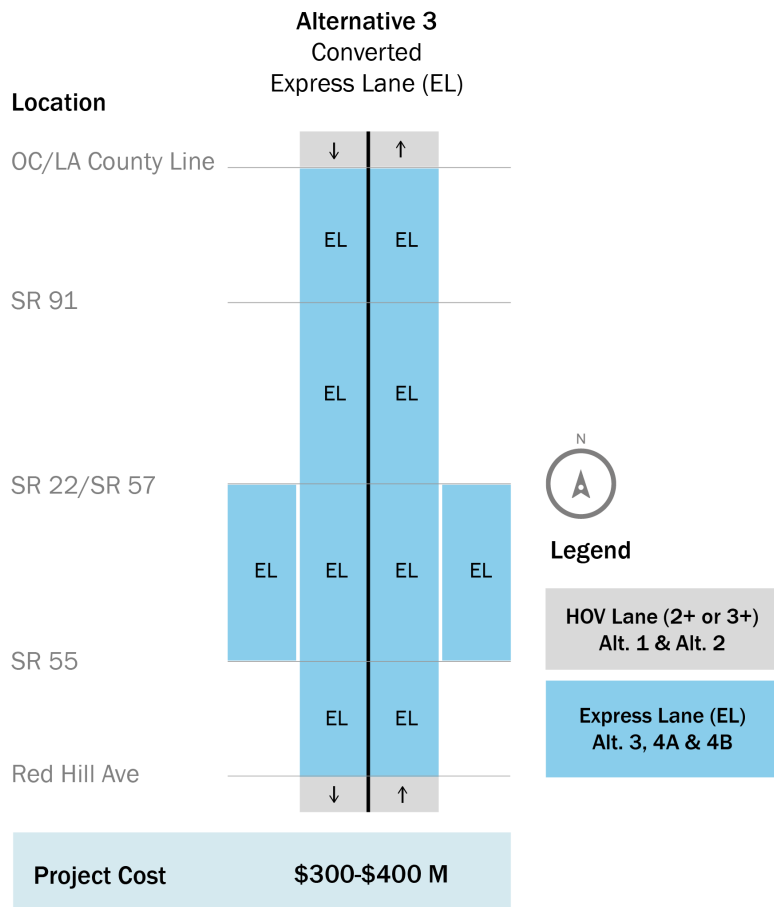 Alternative 3
Converted
Express Lane (EL)
Location
OC/LA County Line
↓ ↑
EL EL
SR 91
EL EL
SR 22/SR 57
EL EL EL EL
SR 55
EL EL
Red Hill Ave
↓ ↑
N
Legend
HOV Lane (2+ or 3+)
Alt. 1 & Alt. 2
Express Lane (EL)
Alt. 3, 4A & 4B
Project Cost $300-$400 M